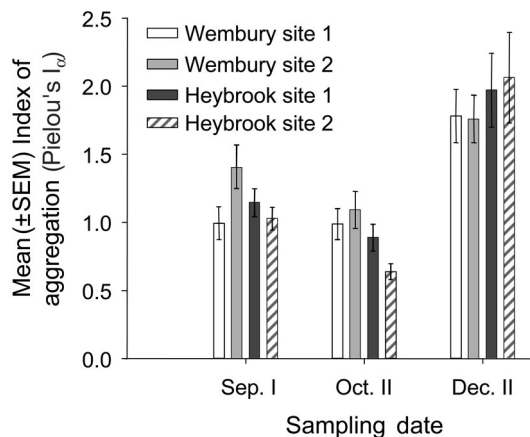 Mean (±SEM) Index of
aggregation (Pielou's Iα)
2.5
2.0
1.5
1.0
0.5
0.0
Wembury site 1
Wembury site 2
Heybrook site 1
Heybrook site 2
Sep. I
Oct. II
Dec. II
Sampling date